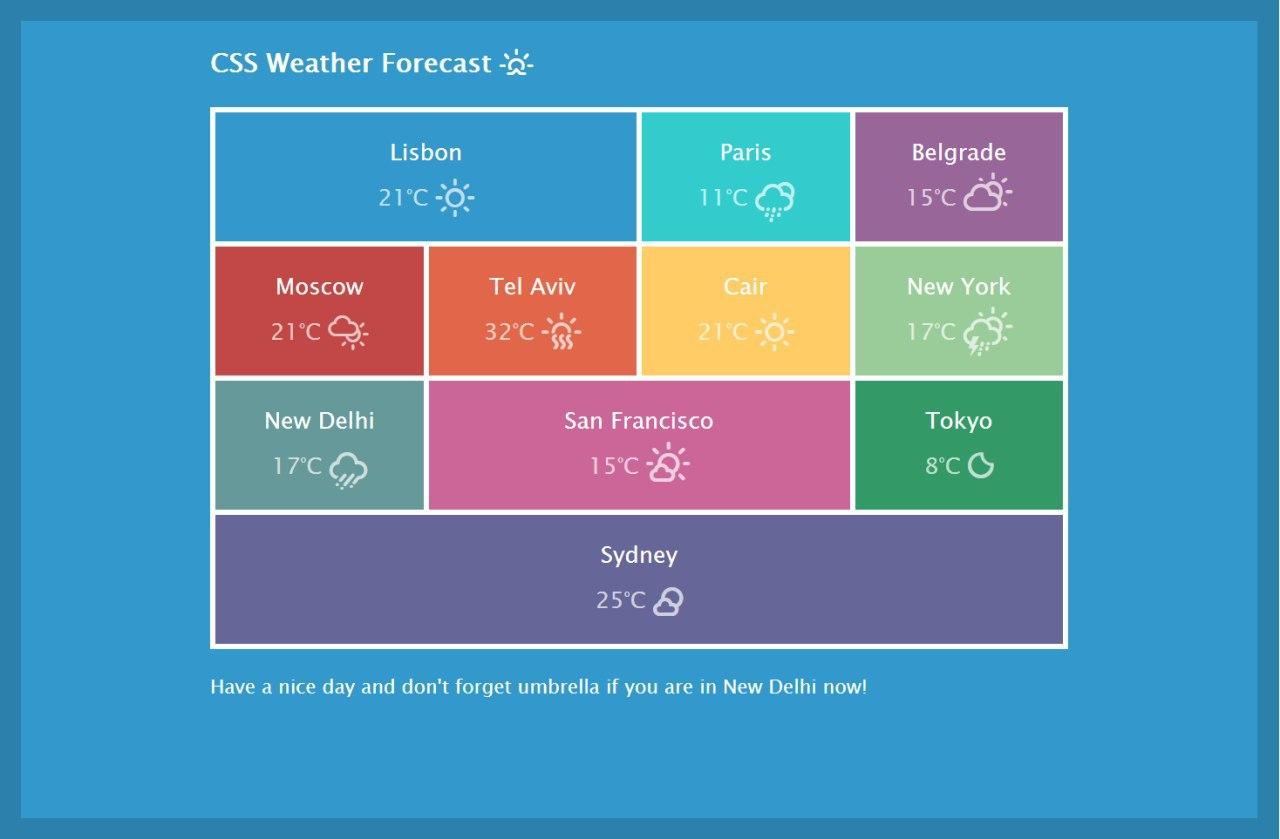 CSS Weather Forecast
Lisbon
21°C
Paris
11°C
Belgrade
15°C
Moscow
21°C
Tel Aviv
32°C
Cair
21°C
New York
17°C
New Delhi
17°C
San Francisco
15°C
Tokyo
8°C
Sydney
25°C
Have a nice day and don't forget umbrella if you are in New Delhi now!